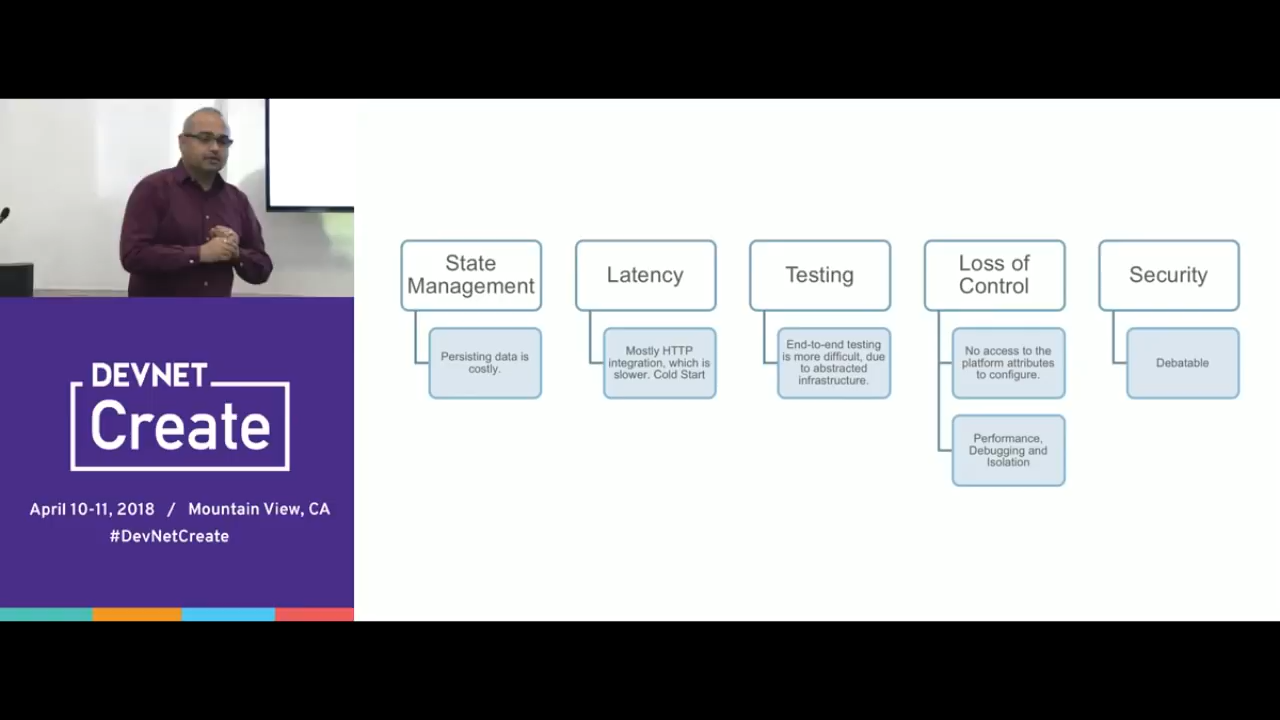 DEVNET
Create
April 10-11, 2018 / Mountain View, CA
#DevNetCreate
State
Management
Persisting data is
costly.
Latency
Mostly HTTP
integration, which is
slower. Cold Start
Testing
End-to-end testing
is more difficult, due
to abstracted
infrastructure.
Loss of
Control
No access to the
platform attributes
to configure.
Performance,
Debugging and
Isolation
Security
Debatable